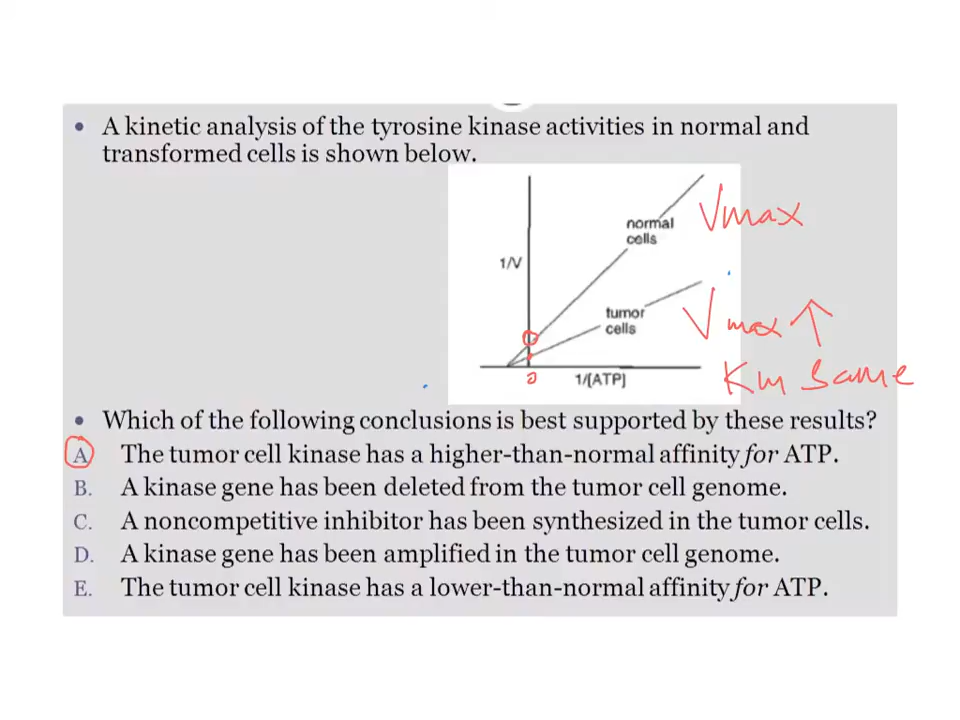 • A kinetic analysis of the tyrosine kinase activities in normal and
transformed cells is shown below.
normal
cells
Vmax
1/V
tumor
cells
Vmax ↑
Km same
1/[ATP]
• Which of the following conclusions is best supported by these results?
A. The tumor cell kinase has a higher-than-normal affinity for ATP.
B. A kinase gene has been deleted from the tumor cell genome.
C. A noncompetitive inhibitor has been synthesized in the tumor cells.
D. A kinase gene has been amplified in the tumor cell genome.
E. The tumor cell kinase has a lower-than-normal affinity for ATP.